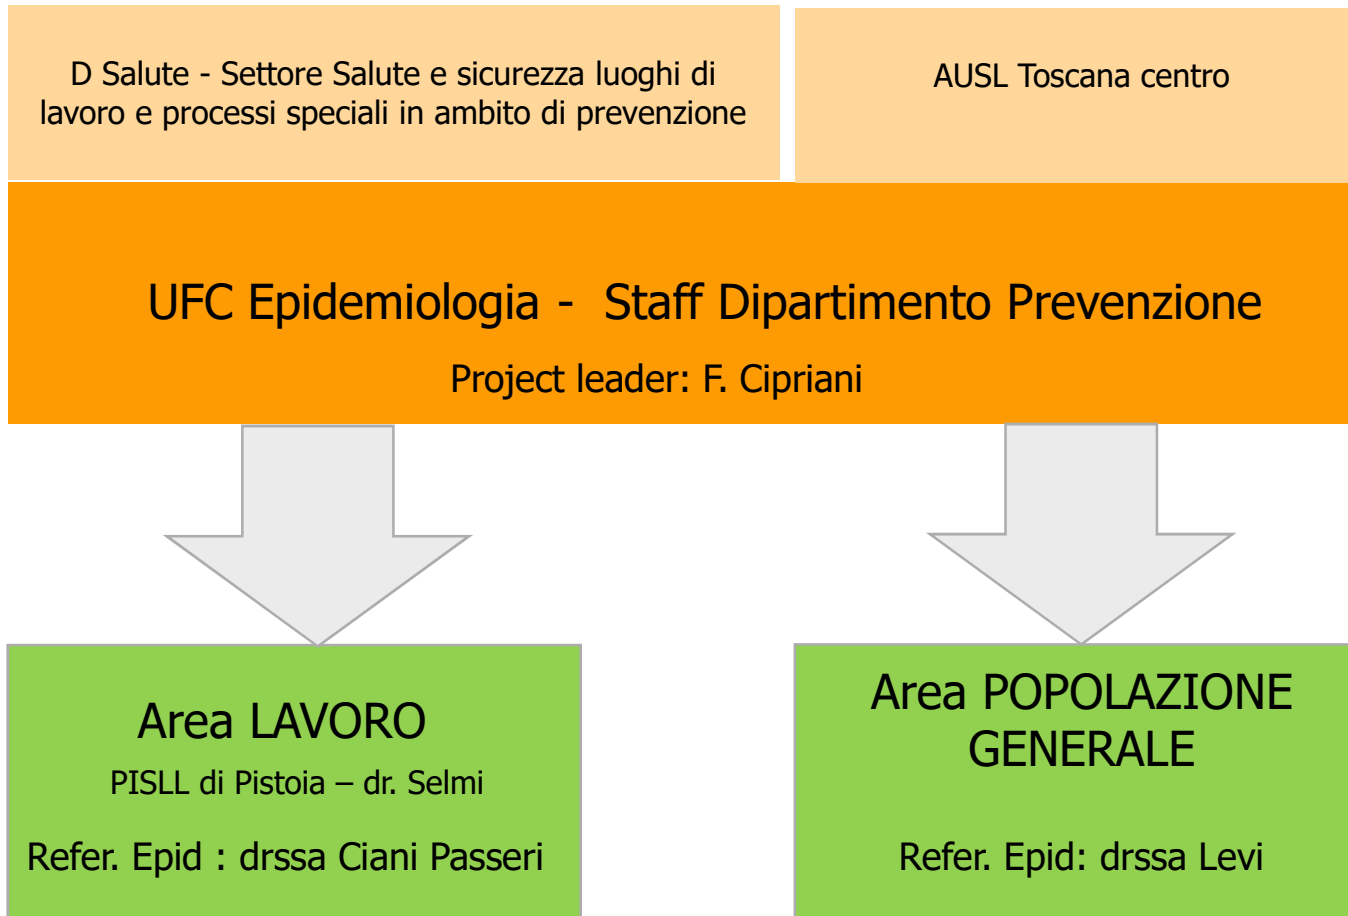 D Salute - Settore Salute e sicurezza luoghi di
lavoro e processi speciali in ambito di prevenzione
AUSL Toscana centro
UFC Epidemiologia - Staff Dipartimento Prevenzione
Project leader: F. Cipriani
Area LAVORO
PISLL di Pistoia – dr. Selmi
Refer. Epid : drssa Ciani Passeri
Area POPOLAZIONE
GENERALE
Refer. Epid: drssa Levi